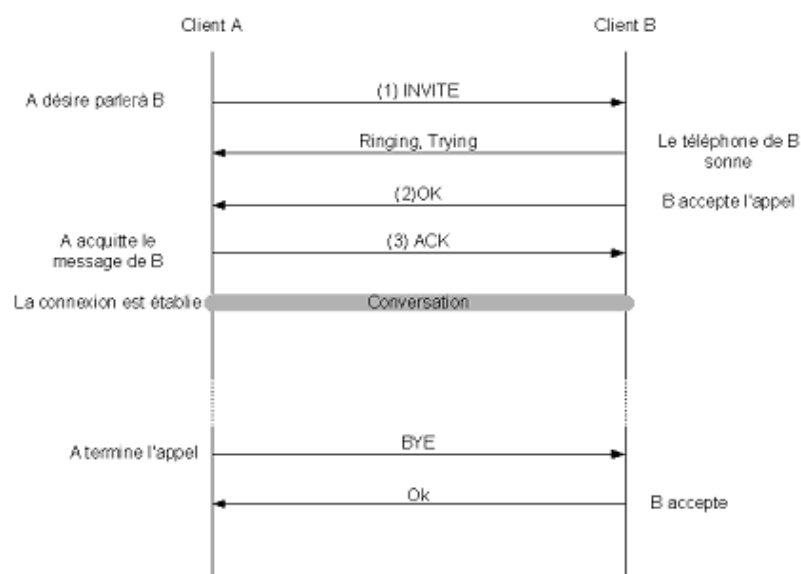 Client A
Client B
(1) INVITE
A désire parler à B
Ringing, Trying
Le téléphone de B
sonne
(2)OK
B accepte l'appel
A acquitte le
message de B
(3) ACK
La connexion est établie
Conversation
A termine l'appel
BYE
Ok
B accepte